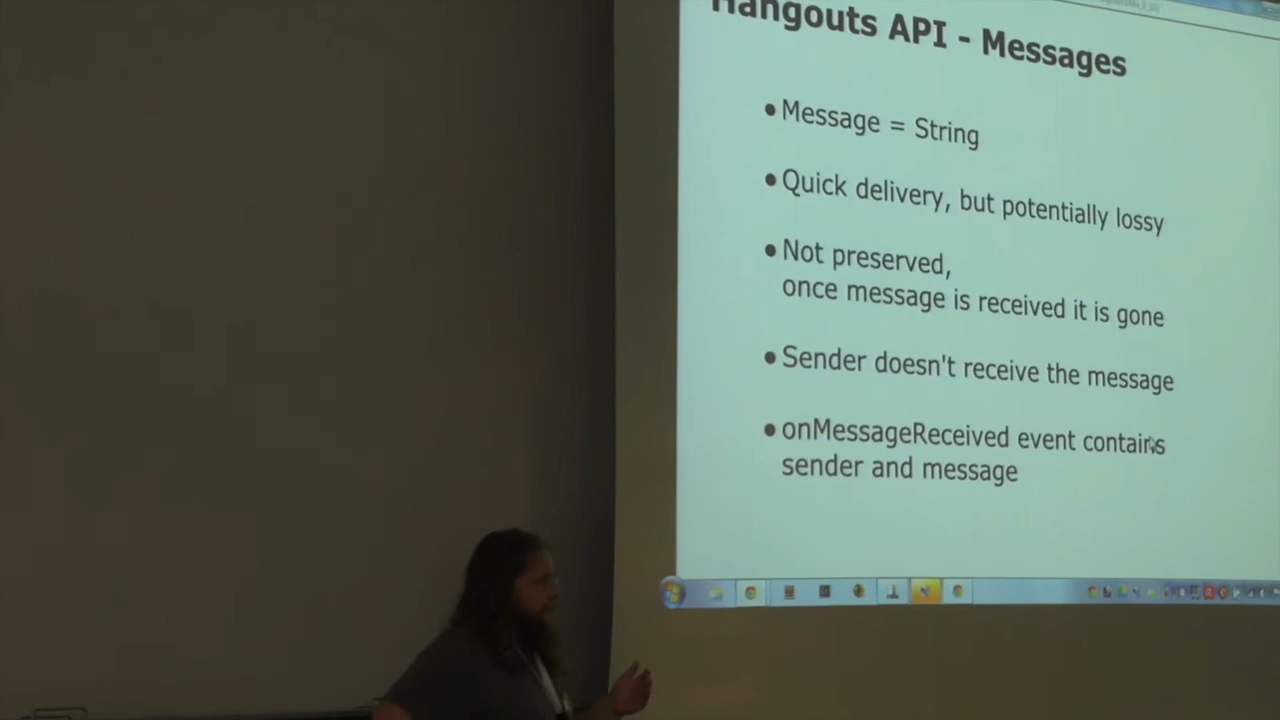 Hangouts API - Messages
● Message = String
● Quick delivery, but potentially lossy
● Not preserved,
once message is received it is gone
● Sender doesn't receive the message
● onMessageReceived event contains
sender and message